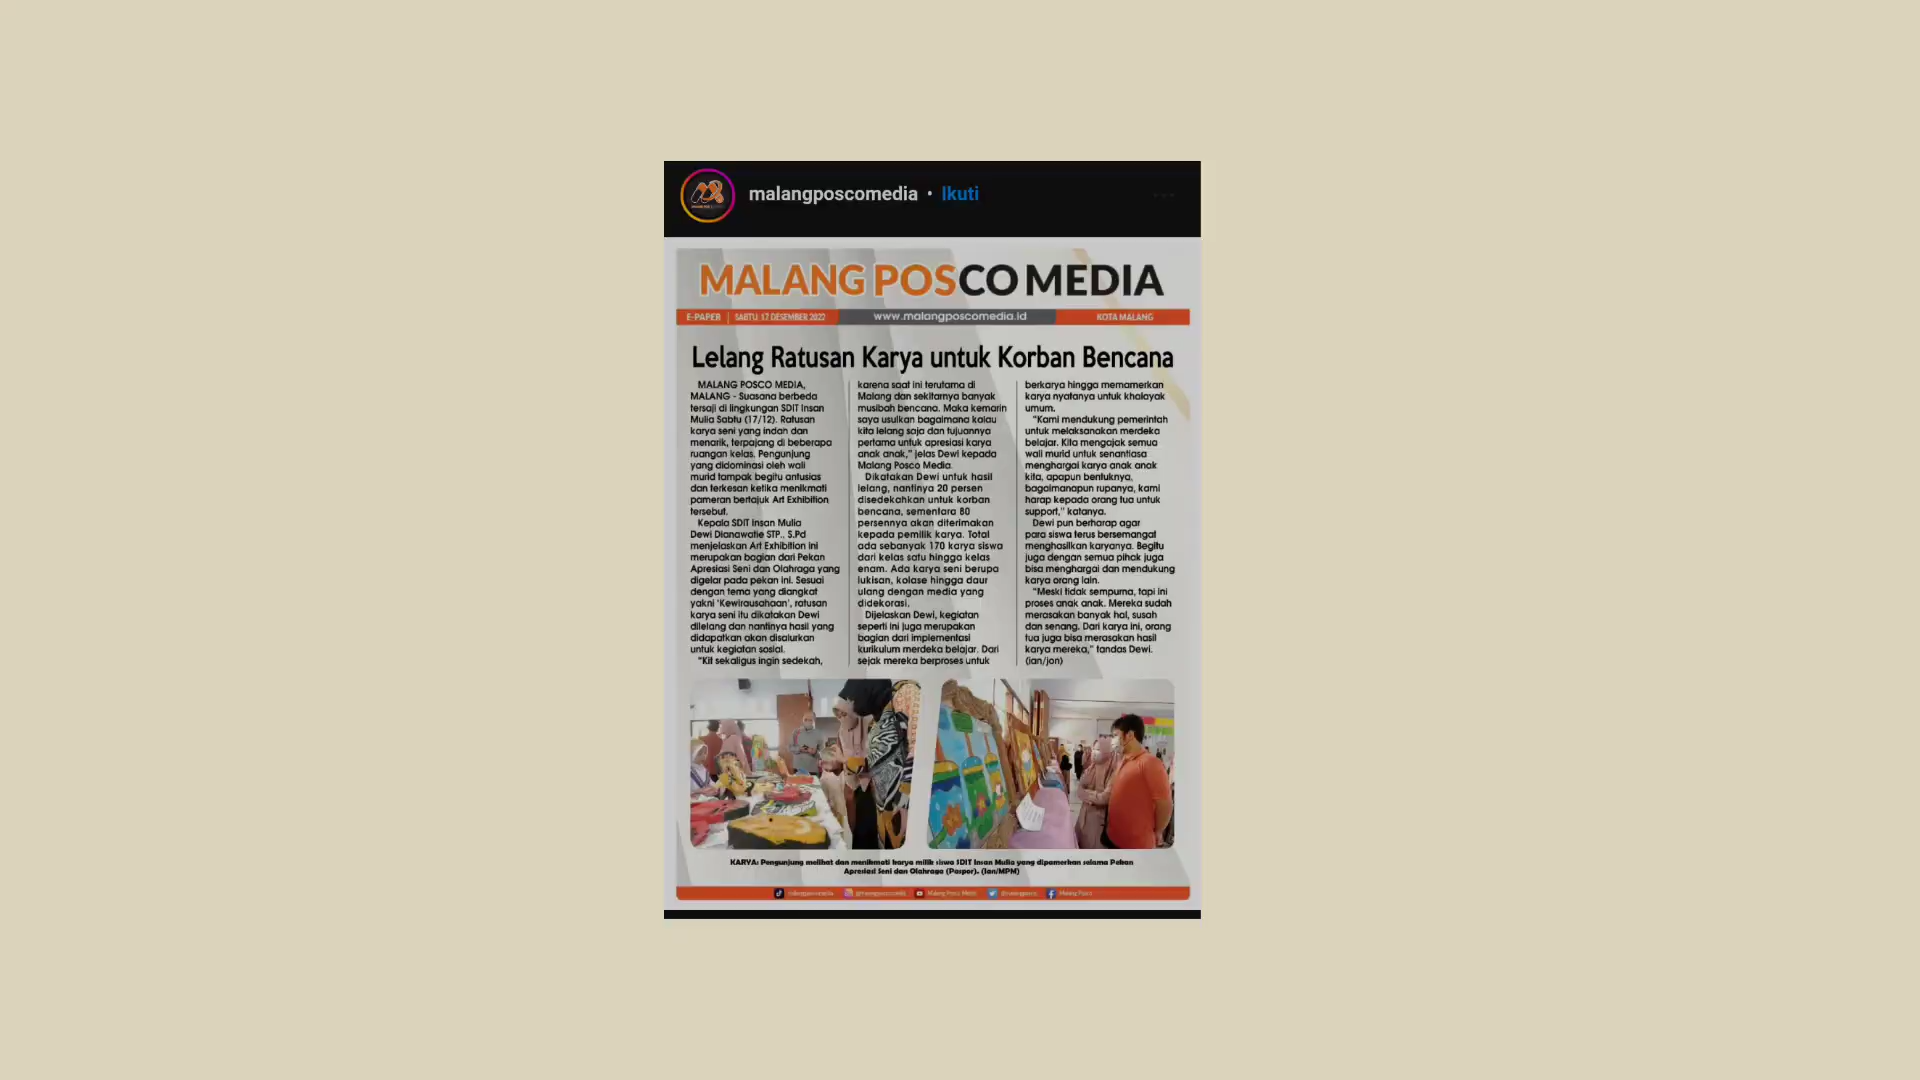 malangposcomedia • Ikuti
MALANG POSCO MEDIA
E-PAPER | SABTU, 17 DESEMBER 2022
www.malangposcomedia.id
KOTA MALANG
Lelang Ratusan Karya untuk Korban Bencana
MALANG POSCO MEDIA,
MALANG - Suasana berbeda
tersaji di lingkungan SDIT Insan
Mulia Sabtu (17/12). Ratusan
karya seni yang indah dan
menarik, terpajang di beberapa
ruangan kelas. Pengunjung
yang didominasi oleh wali
murid tampak begitu antusias
dan terkesan ketika menikmati
pameran bertajuk Art Exhibition
tersebut.
Kepala SDIT Insan Mulia
Dewi Dianawatie STP., S.Pd
menjelaskan Art Exhibition ini
merupakan bagian dari Pekan
Apresiasi Seni dan Olahraga yang
digelar pada pekan ini. Sesuai
dengan tema yang diangkat
yakni 'Kewirausahaan', ratusan
karya seni itu dikatakan Dewi
dilelang dan nantinya hasil yang
didapatkan akan disalurkan
untuk kegiatan sosial.
"Kit sekaligus ingin sedekah,
karena saat ini terutama di
Malang dan sekitarnya banyak
musibah bencana. Maka kemarin
saya usulkan bagaimana kalau
kita lelang saja dan tujuannya
pertama untuk apresiasi karya
anak anak," jelas Dewi kepada
Malang Posco Media.
Dikatakan Dewi untuk hasil
lelang, nantinya 20 persen
disedekahkan untuk korban
bencana, sementara 80
persennya akan diterimakan
kepada pemilik karya. Total
ada sebanyak 170 karya siswa
dari kelas satu hingga kelas
enam. Ada karya seni berupa
lukisan, kolase hingga daur
ulang dengan media yang
didekorasi.
Dijelaskan Dewi, kegiatan
seperti ini juga merupakan
bagian dari implementasi
kurikulum merdeka belajar. Dari
sejak mereka berproses untuk
berkarya hingga memamerkan
karya nyatanya untuk khalayak
umum.
"Kami mendukung pemerintah
untuk melaksanakan merdeka
belajar. Kita mengajak semua
wali murid untuk senantiasa
menghargai karya anak anak
kita, apapun bentuknya,
bagaimanapun rupanya, kami
harap kepada orang tua untuk
support," katanya.
Dewi pun berharap agar
para siswa terus bersemangat
menghasilkan karyanya. Begitu
juga dengan semua pihak juga
bisa menghargai dan mendukung
karya orang lain.
"Meski tidak sempurna, tapi ini
proses anak anak. Mereka sudah
merasakan banyak hal, susah
dan senang. Dari karya ini, orang
tua juga bisa merasakan hasil
karya mereka," tandas Dewi.
(ian/jon)
KARYA: Pengunjung melihat dan menikmati karya milik siswa SDIT Insan Mulia yang dipamerkan selama Pekan
Apresiasi Seni dan Olahraga (Paspor). (Ian/MPM)
malangposcomedia @malangposcomedia Malang Posco Media @malangposco Malang Posco